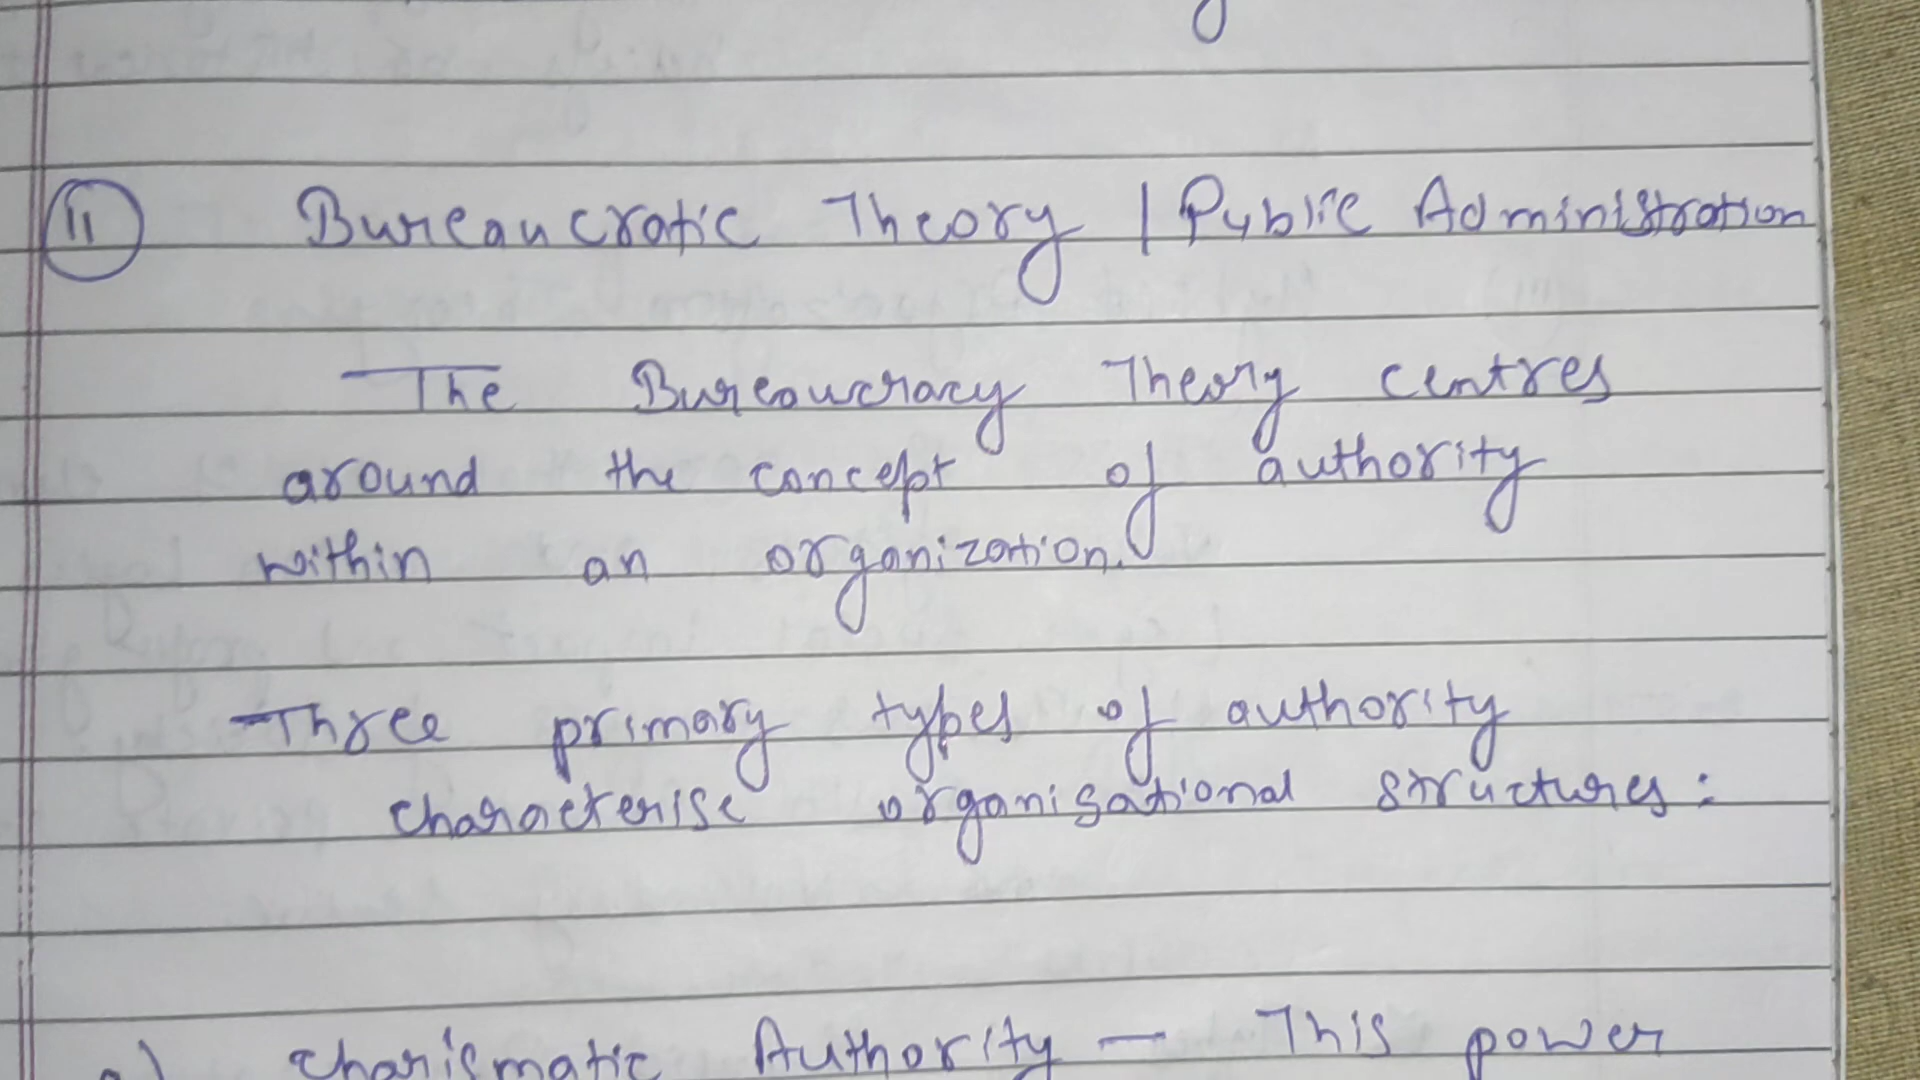 11 Bureaucratic Theory | Public Administration
The Bureaucracy Theory centres
around the concept of authority
within an organization.
Three primary types of authority
characterise organisational structures:
a) Charismatic Authority — This power